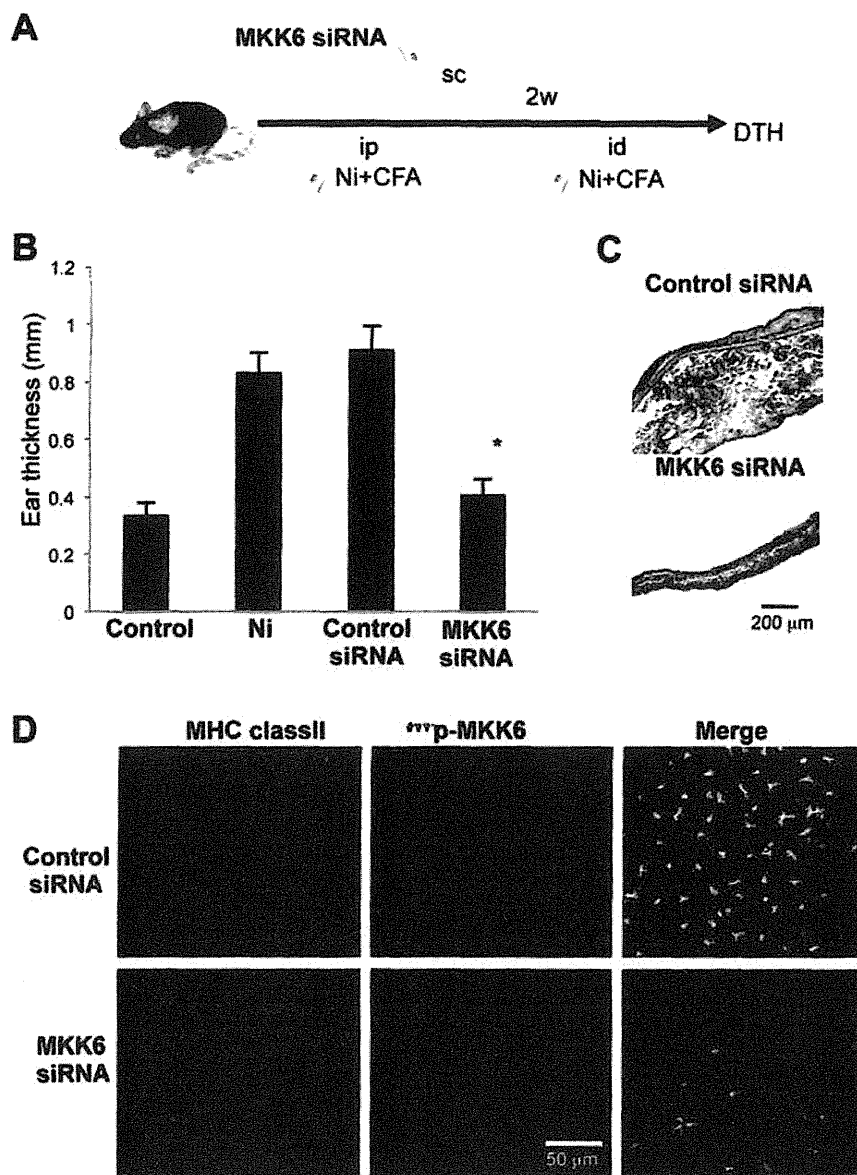 A
MKK6 siRNA
sc
2w
DTH
ip
id
Ni+CFA
Ni+CFA
B
1.2
1
0.8
0.6
0.4
0.2
0
Ear thickness (mm)
*
Control
Ni
Control siRNA
MKK6 siRNA
C
Control siRNA
MKK6 siRNA
200 μm
D
MHC classII
p-MKK6
Merge
Control siRNA
MKK6 siRNA
50 μm